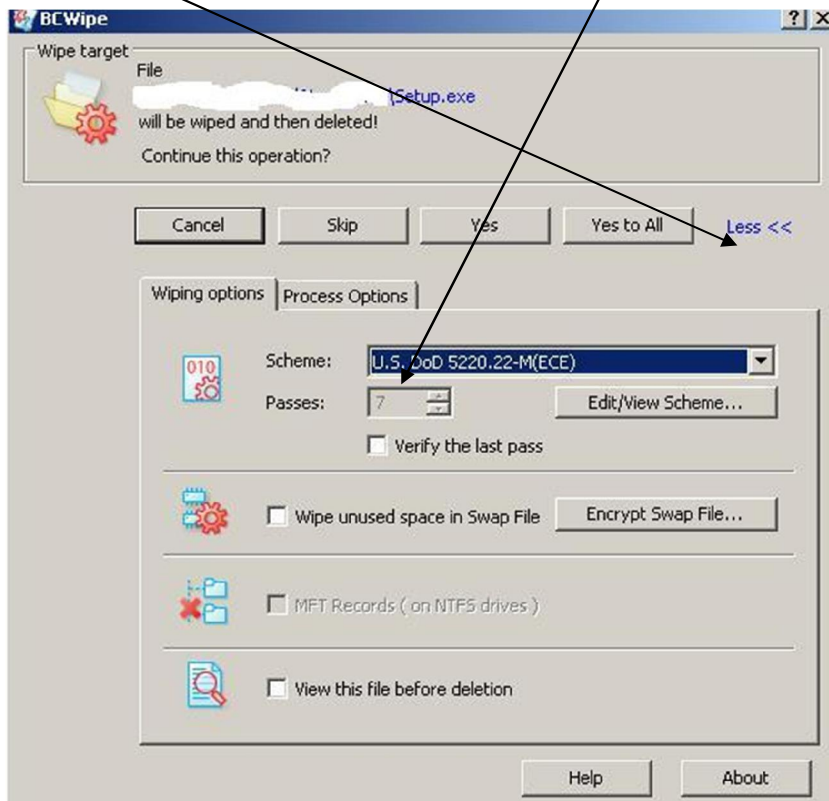 BCWipe
Wipe target
File
\Setup.exe
will be wiped and then deleted!
Continue this operation?
Cancel Skip Yes Yes to All Less <<
Wiping options Process Options
010
Scheme: U.S. DoD 5220.22-M(ECE)
Passes: 7 Edit/View Scheme...
Verify the last pass
Wipe unused space in Swap File Encrypt Swap File...
MFT Records ( on NTFS drives )
View this file before deletion
Help About